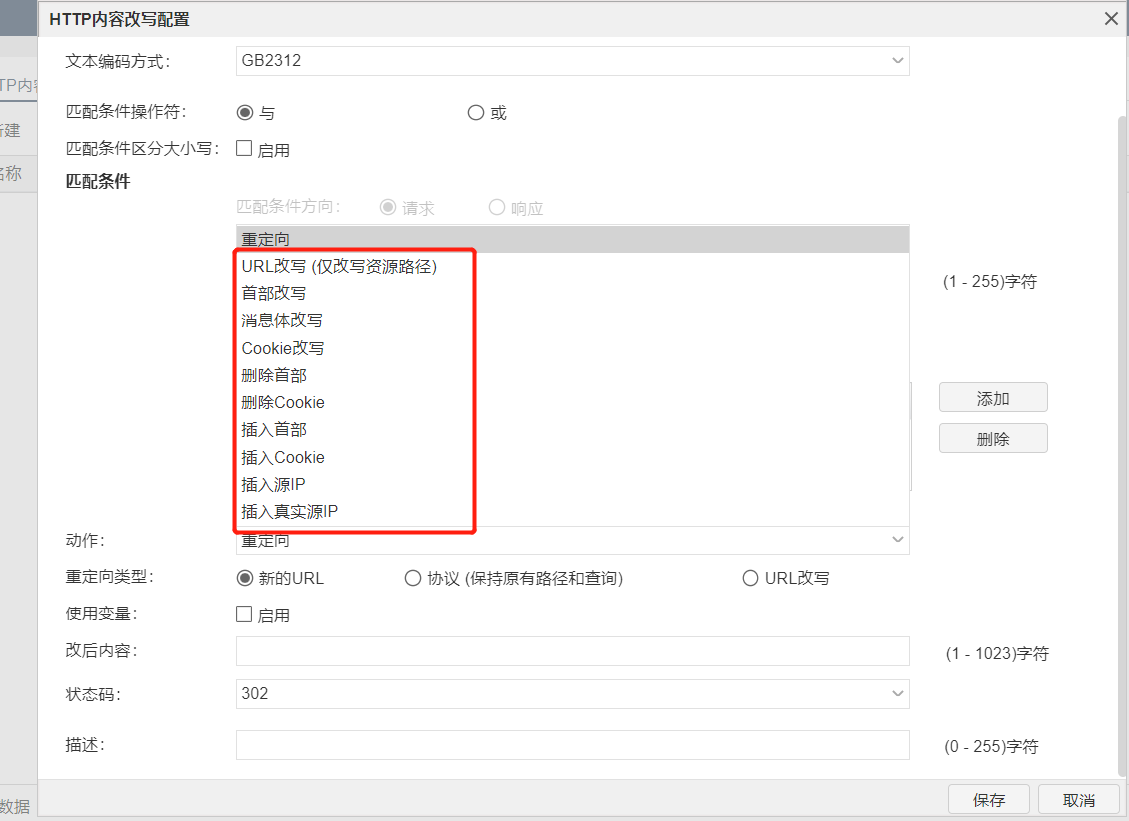 HTTP内容改写配置
文本编码方式： GB2312
TP内容
匹配条件操作符： 与 或
新建
匹配条件区分大小写： 启用
名称
匹配条件
匹配条件方向： 请求 响应
重定向
URL改写 (仅改写资源路径)
(1 - 255)字符
首部改写
消息体改写
Cookie改写
删除首部
删除Cookie
添加
插入首部
删除
插入Cookie
插入源IP
插入真实源IP
动作： 重定向
重定向类型： 新的URL 协议 (保持原有路径和查询) URL改写
使用变量： 启用
改后内容： (1 - 1023)字符
状态码： 302
描述： (0 - 255)字符
数据
保存 取消